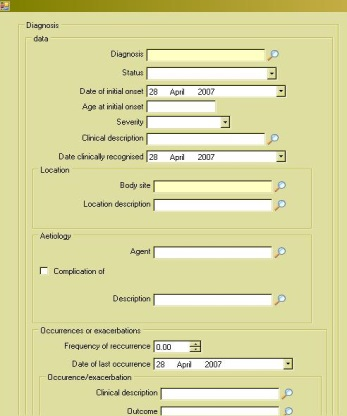 Diagnosis
data
Diagnosis
Status
Date of initial onset 28 April 2007
Age at initial onset
Severity
Clinical description
Date clinically recognised 28 April 2007
Location
Body site
Location description
Aetiology
Agent
Complication of
Description
Occurrences or exacerbations
Frequency of reccurrence 0.00
Date of last occurrence 28 April 2007
Occurence/exacerbation
Clinical description
Outcome